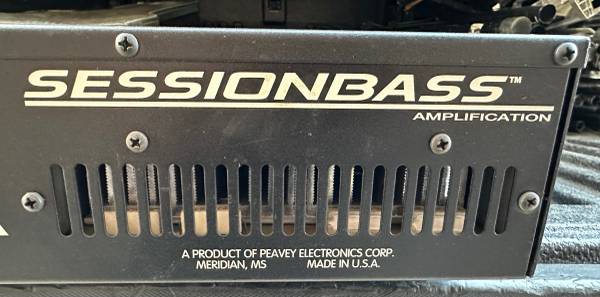 SESSIONBASS™
AMPLIFICATION
A PRODUCT OF PEAVEY ELECTRONICS CORP.
MERIDIAN, MS MADE IN U.S.A.